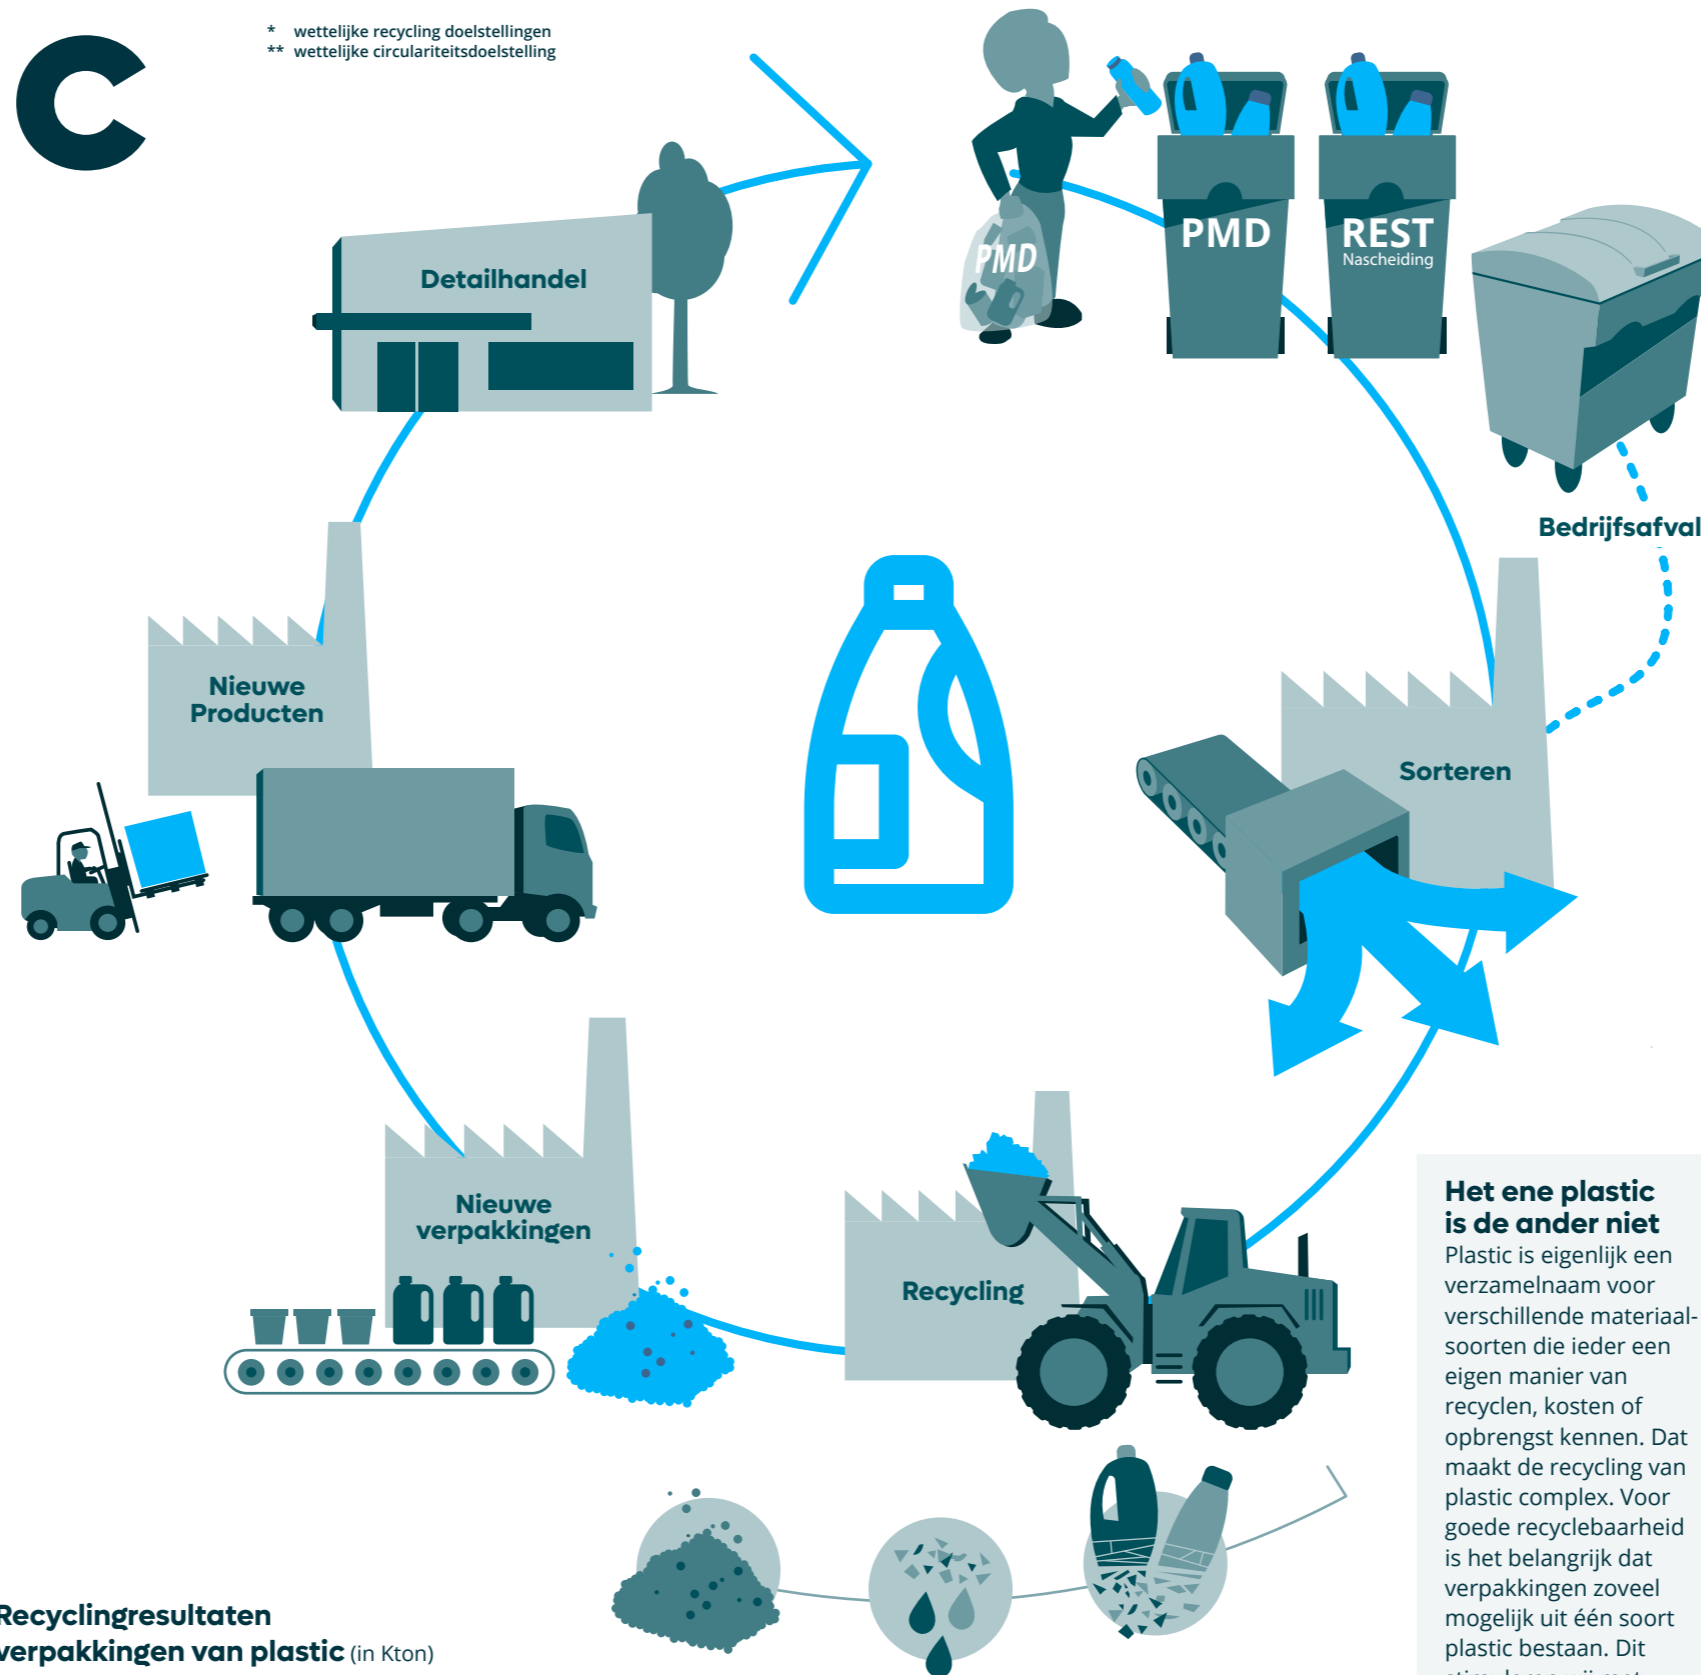 C
* wettelijke recycling doelstellingen
** wettelijke circulariteitsdoelstelling
PMD
PMD
REST
Nascheiding
Detailhandel
Bedrijfsafval
Nieuwe
Producten
Sorteren
Nieuwe
verpakkingen
Recycling
Het ene plastic
is de ander niet
Plastic is eigenlijk een
verzamelnaam voor
verschillende materiaal-
soorten die ieder een
eigen manier van
recyclen, kosten of
opbrengst kennen. Dat
maakt de recycling van
plastic complex. Voor
goede recyclebaarheid
is het belangrijk dat
verpakkingen zoveel
mogelijk uit één soort
plastic bestaan. Dit
Recyclingresultaten
verpakkingen van plastic (in Kton)